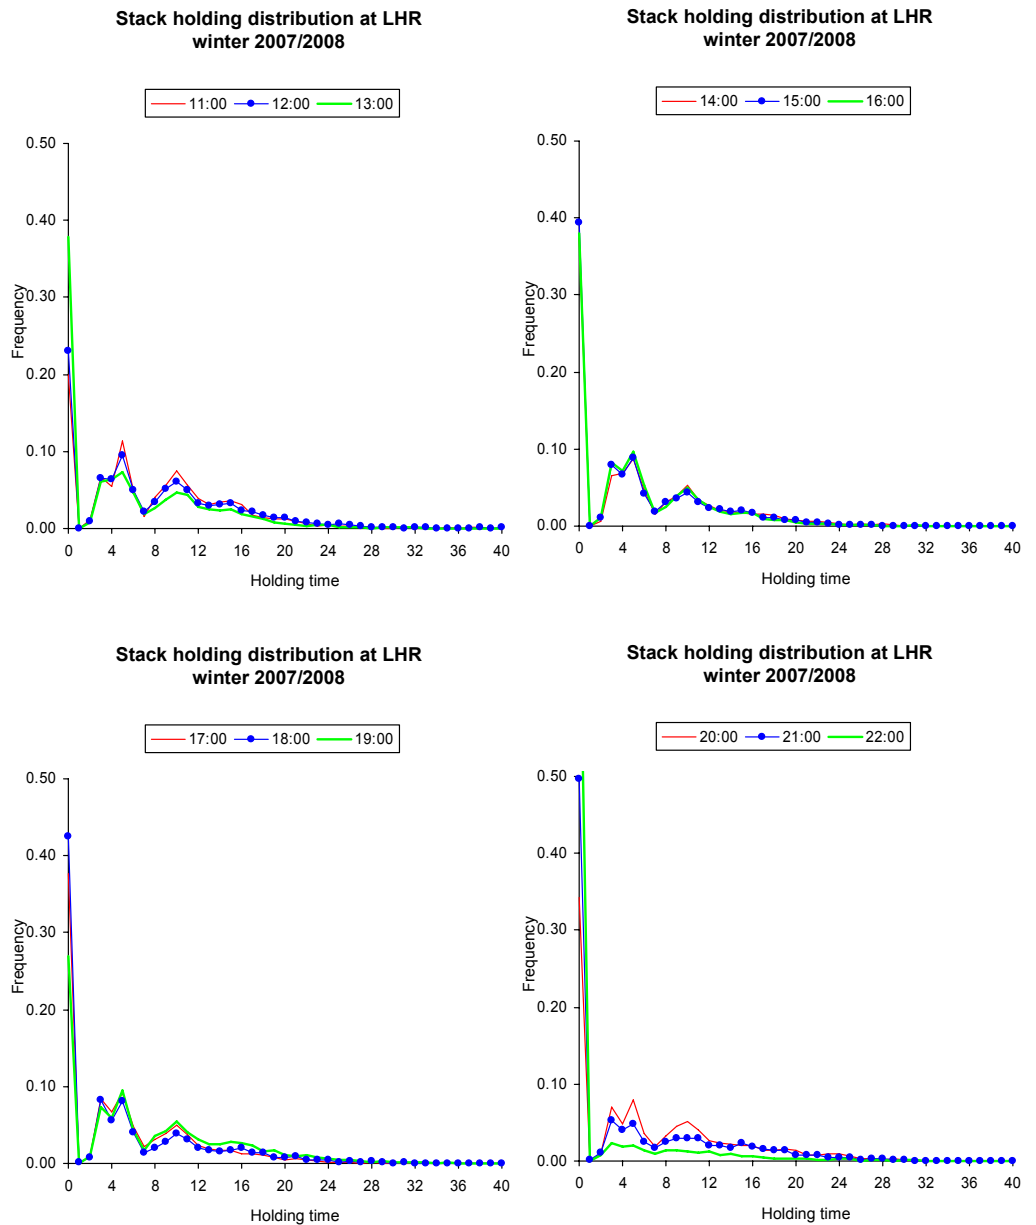 Stack holding distribution at LHR
winter 2007/2008
11:00 12:00 13:00
0.50
0.40
0.30
0.20
0.10
0.00
Frequency
0 4 8 12 16 20 24 28 32 36 40
Holding time
Stack holding distribution at LHR
winter 2007/2008
14:00 15:00 16:00
0.50
0.40
0.30
0.20
0.10
0.00
Frequency
0 4 8 12 16 20 24 28 32 36 40
Holding time
Stack holding distribution at LHR
winter 2007/2008
17:00 18:00 19:00
0.50
0.40
0.30
0.20
0.10
0.00
Frequency
0 4 8 12 16 20 24 28 32 36 40
Holding time
Stack holding distribution at LHR
winter 2007/2008
20:00 21:00 22:00
0.50
0.40
0.30
0.20
0.10
0.00
Frequency
0 4 8 12 16 20 24 28 32 36 40
Holding time